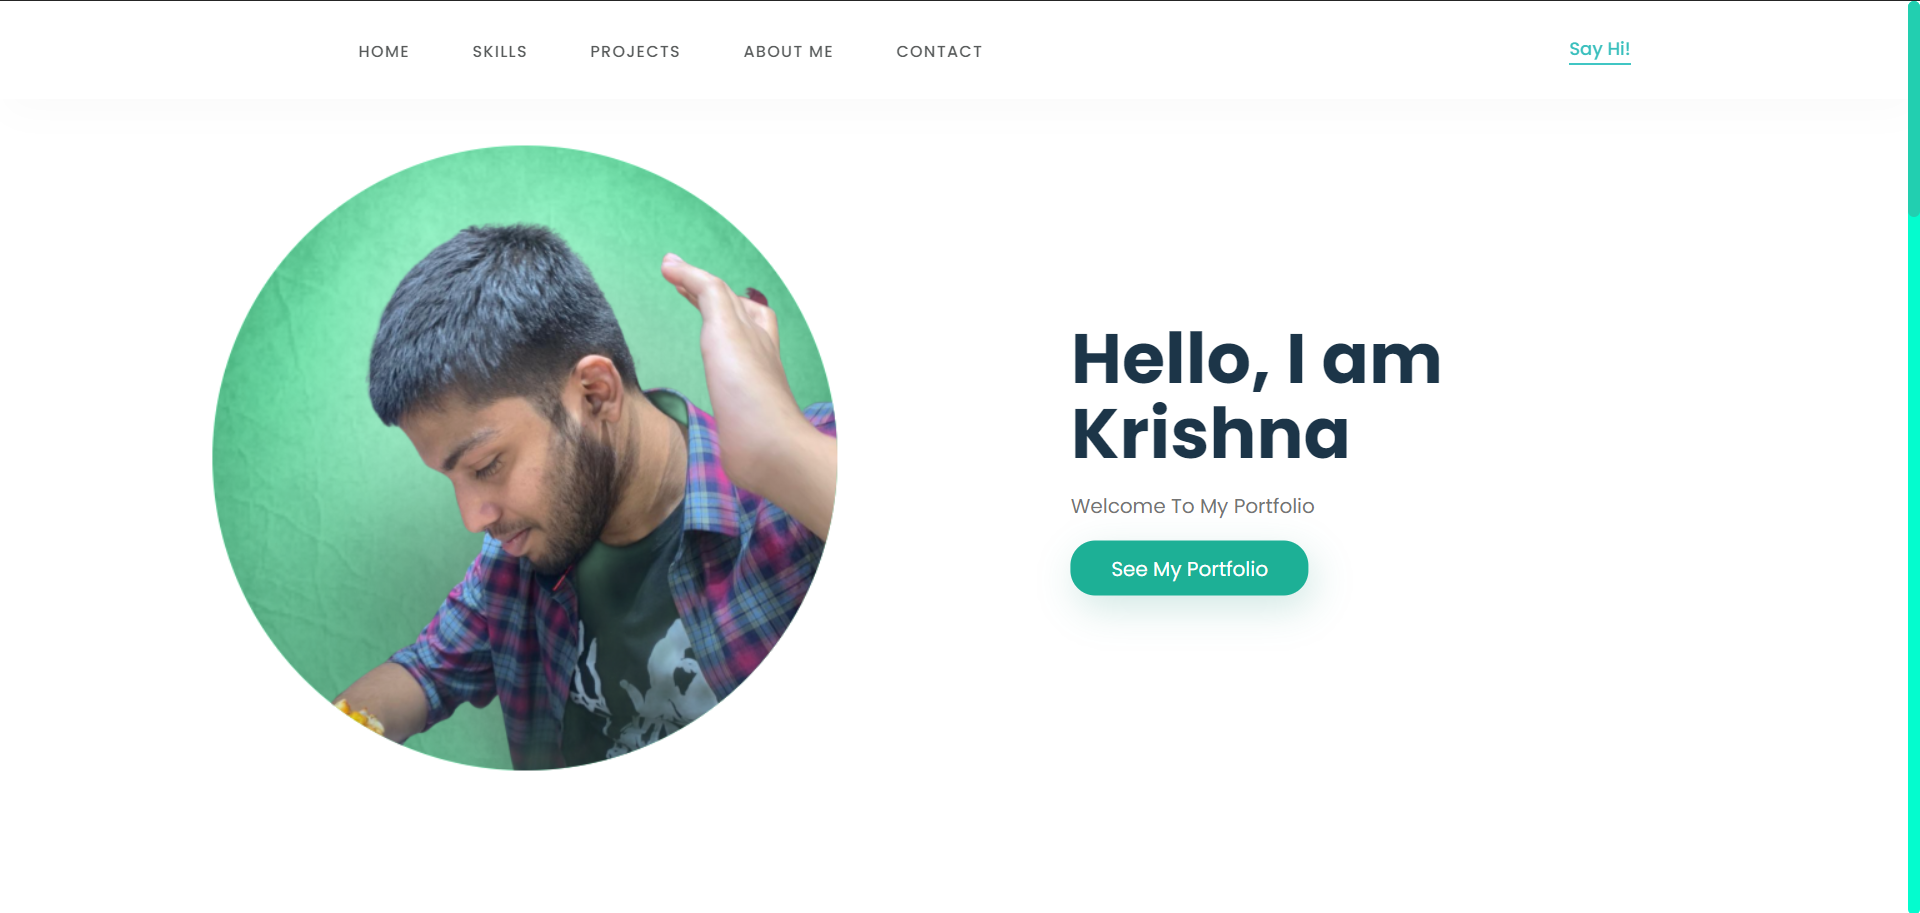 HOME SKILLS PROJECTS ABOUT ME CONTACT Say Hi!
Hello, I am
Krishna
Welcome To My Portfolio
See My Portfolio